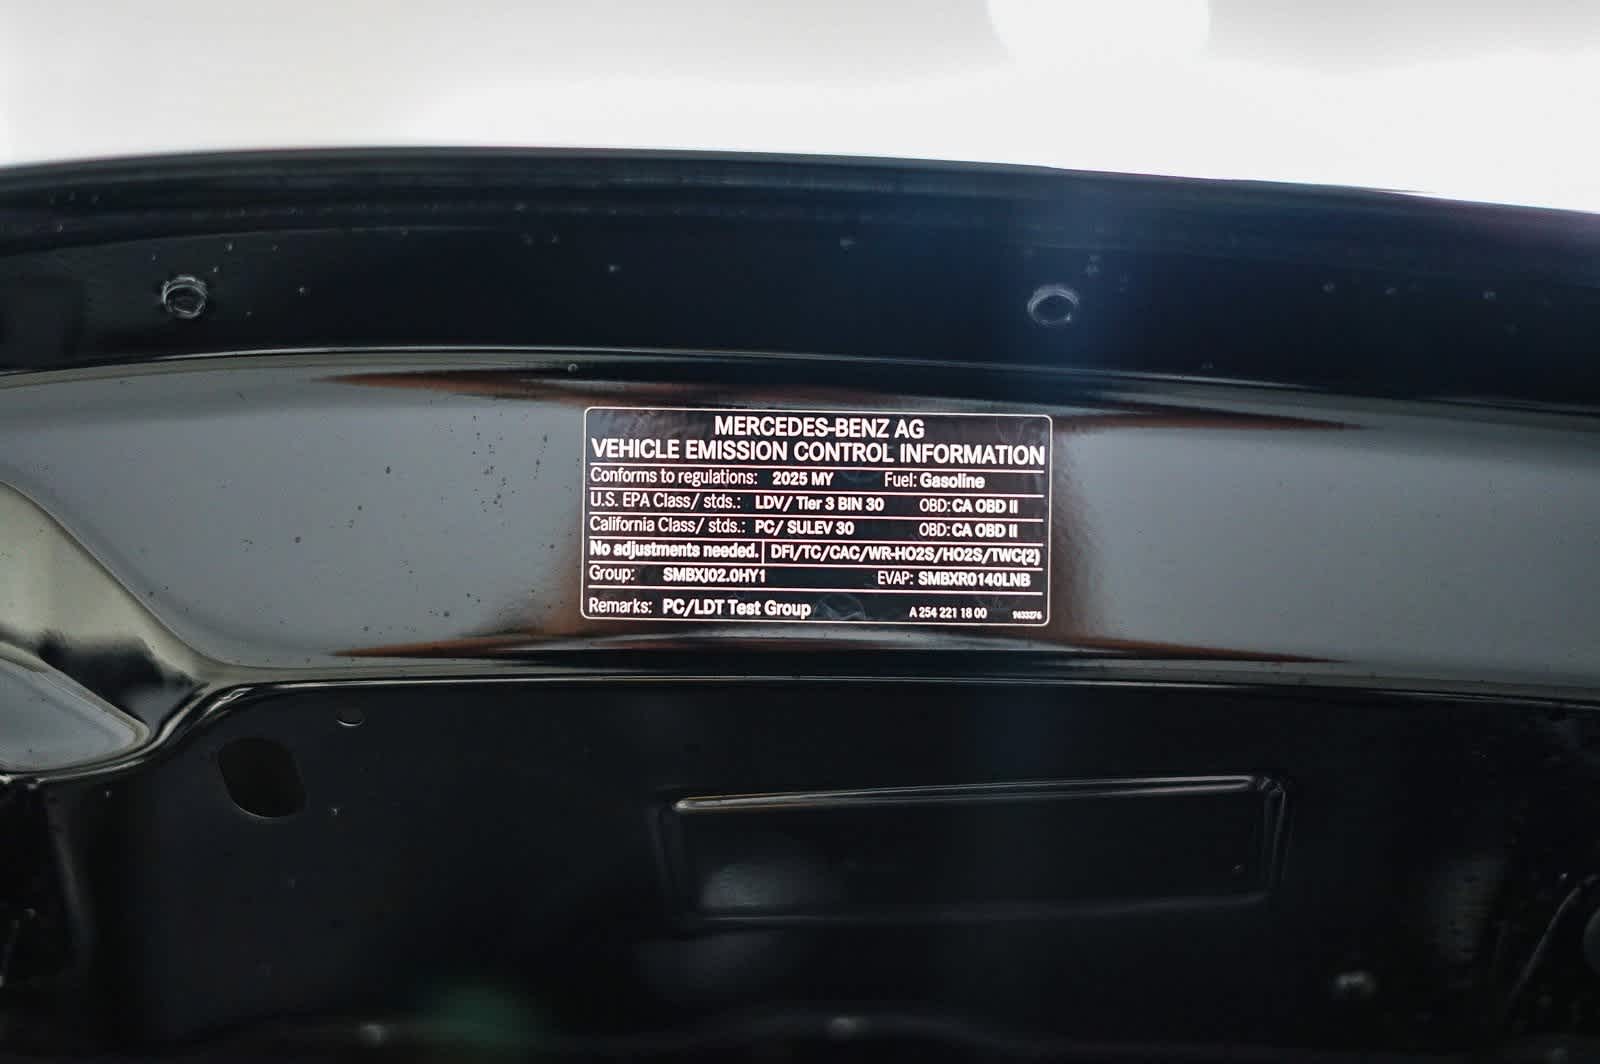 MERCEDES-BENZ AG
VEHICLE EMISSION CONTROL INFORMATION
Conforms to regulations: 2025 MY Fuel: Gasoline
U.S. EPA Class/ stds.: LDV/ Tier 3 BIN 30 OBD: CA OBD II
California Class/ stds.: PC/ SULEV 30 OBD: CA OBD II
No adjustments needed. DFI/TC/CAC/WR-HO2S/HO2S/TWC(2)
Group: SMBXJ02.0HY1 EVAP: SMBXR0140LNB
Remarks: PC/LDT Test Group A 254 221 18 00